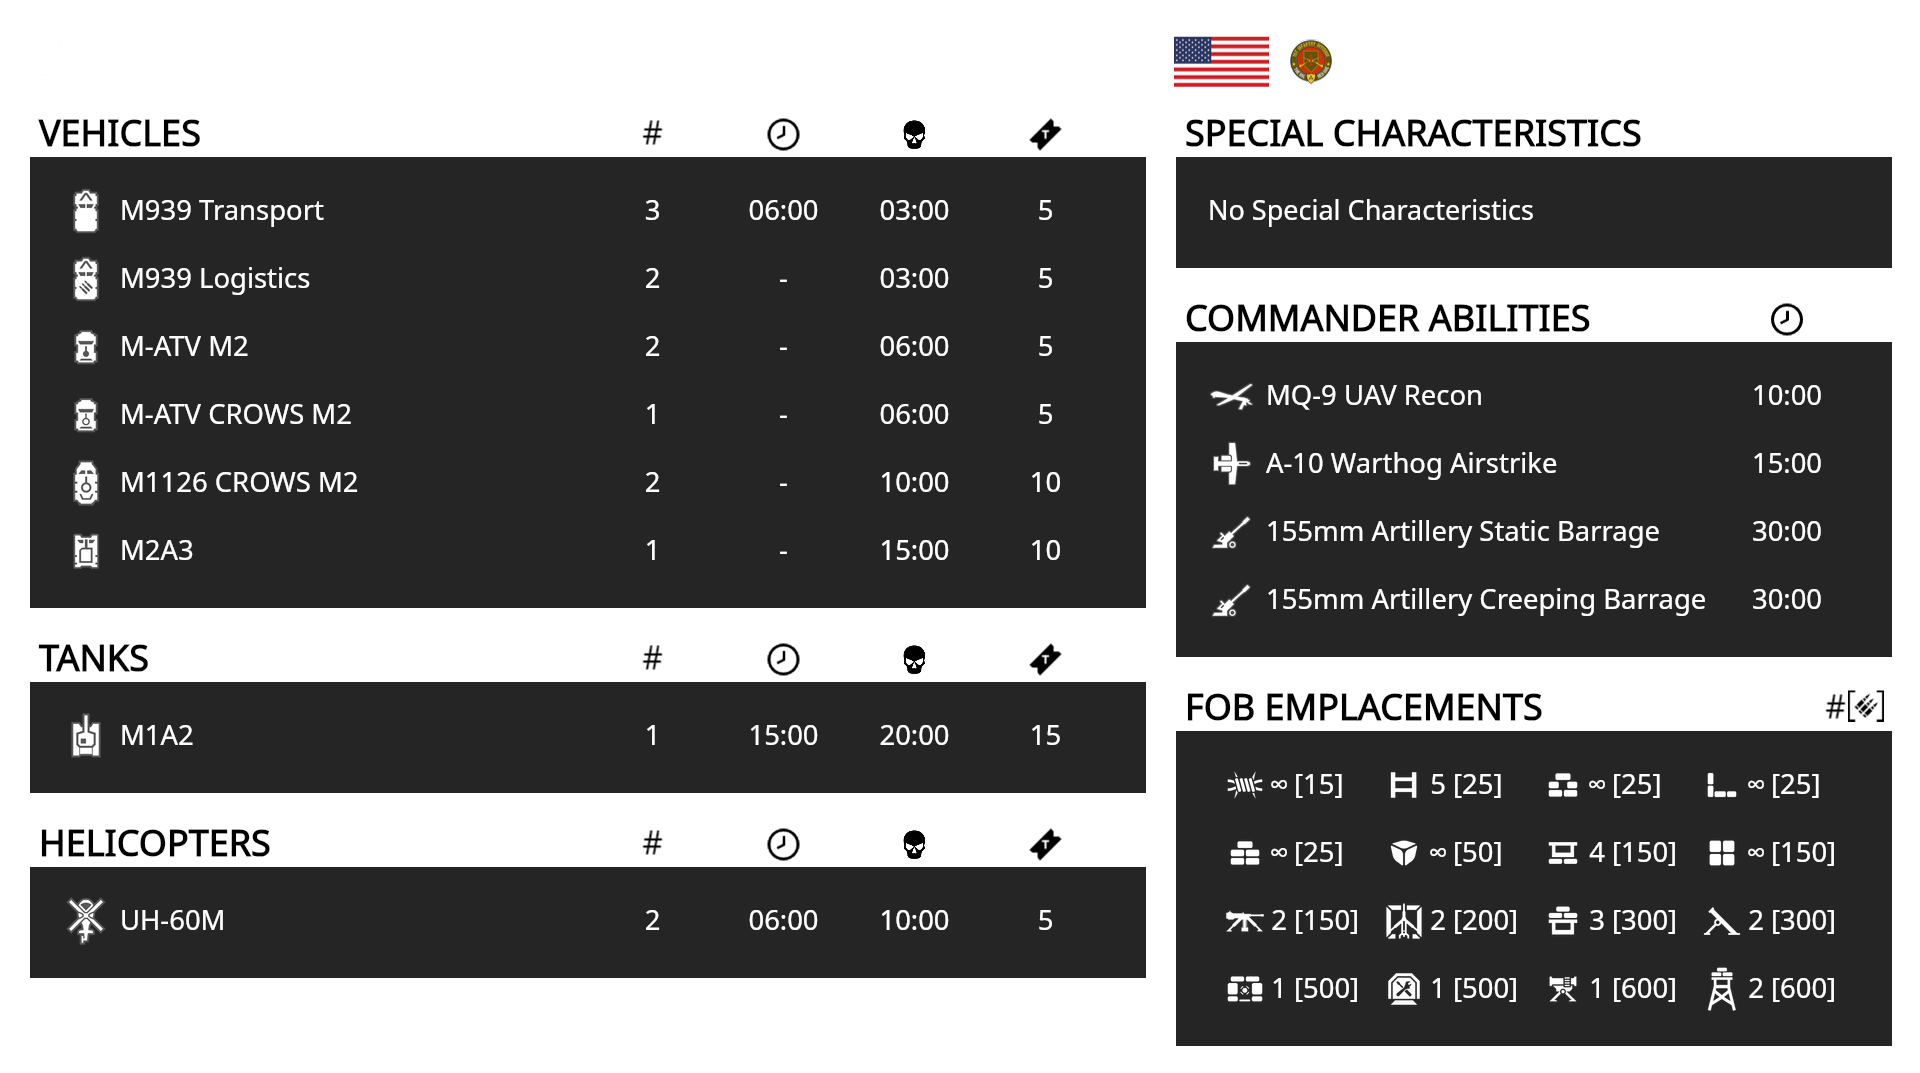 VEHICLES #
M939 Transport 3 06:00 03:00 5
M939 Logistics 2 - 03:00 5
M-ATV M2 2 - 06:00 5
M-ATV CROWS M2 1 - 06:00 5
M1126 CROWS M2 2 - 10:00 10
M2A3 1 - 15:00 10
TANKS #
M1A2 1 15:00 20:00 15
HELICOPTERS #
UH-60M 2 06:00 10:00 5
SPECIAL CHARACTERISTICS
No Special Characteristics
COMMANDER ABILITIES
MQ-9 UAV Recon 10:00
A-10 Warthog Airstrike 15:00
155mm Artillery Static Barrage 30:00
155mm Artillery Creeping Barrage 30:00
FOB EMPLACEMENTS #[]
∞ [15] 5 [25] ∞ [25] ∞ [25]
∞ [25] ∞ [50] 4 [150] ∞ [150]
2 [150] 2 [200] 3 [300] 2 [300]
1 [500] 1 [500] 1 [600] 2 [600]